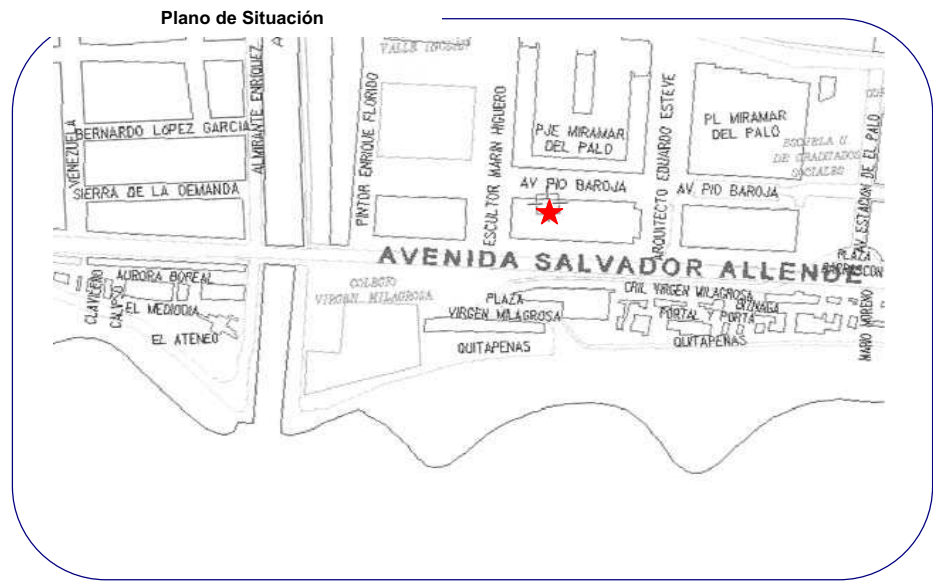 Plano de Situación
VALLE INCLAN
ALMIRANTE ENRIQUEZ
PINTOR ENRIQUE FLORIDO
ESCULTOR MARIN HIGUERO
ARQUITECTO EDUARDO ESTEVE
VENEZUELA
BERNARDO LOPEZ GARCIA
PJE MIRAMAR
DEL PALO
PL MIRAMAR
DEL PALO
ESCUELA U
DE GRADUADOS
SOCIALES
AV ESTACION DE EL PALO
SIERRA DE LA DEMANDA
AV PIO BAROJA
AV. PIO BAROJA
AVENIDA SALVADOR ALLENDE
PLAZA
AURORA BOREAL
CLAVICERO
CALIPSO
EL MEDIODIA
EL ATENEO
COLEGIO
VIRGEN MILAGROSA
PLAZA
VIRGEN MILAGROSA
QUITAPENAS
CRIL VIRGEN MILAGROSA
BIZNAGA
PORTAL Y PORTA
QUITAPENAS
MARO MORENO